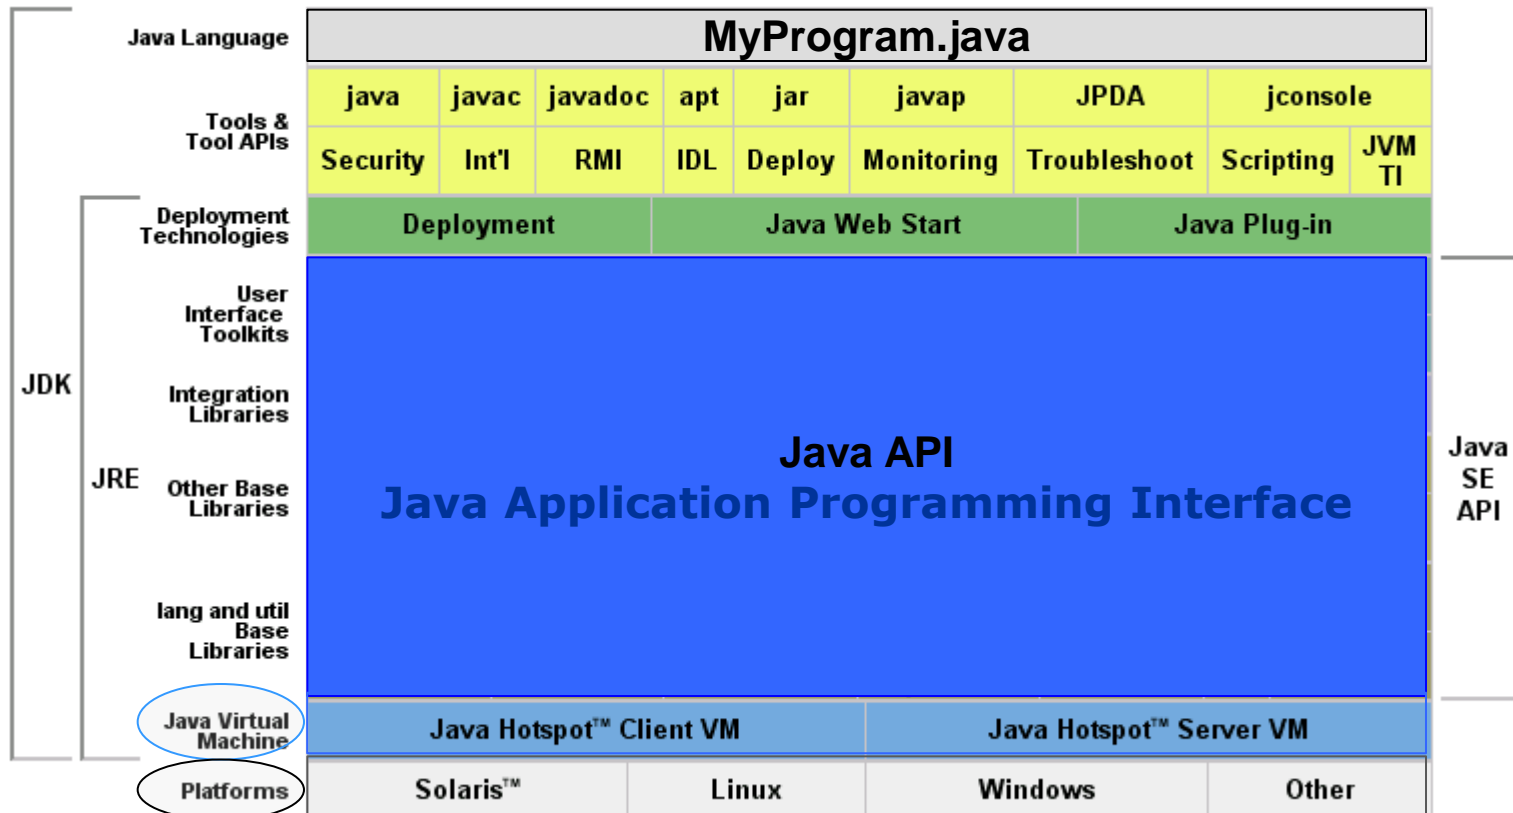 Java Language
MyProgram.java
Tools &
Tool APIs
java javac javadoc apt jar javap JPDA jconsole
Security Int'l RMI IDL Deploy Monitoring Troubleshoot Scripting JVM
TI
Deployment
Technologies
Deployment Java Web Start Java Plug-in
User
Interface
Toolkits
JDK
Integration
Libraries
JRE
Other Base
Libraries
Java API
Java Application Programming Interface
Java
SE
API
lang and util
Base
Libraries
Java Virtual
Machine
Java Hotspot™ Client VM Java Hotspot™ Server VM
Platforms
Solaris™ Linux Windows Other